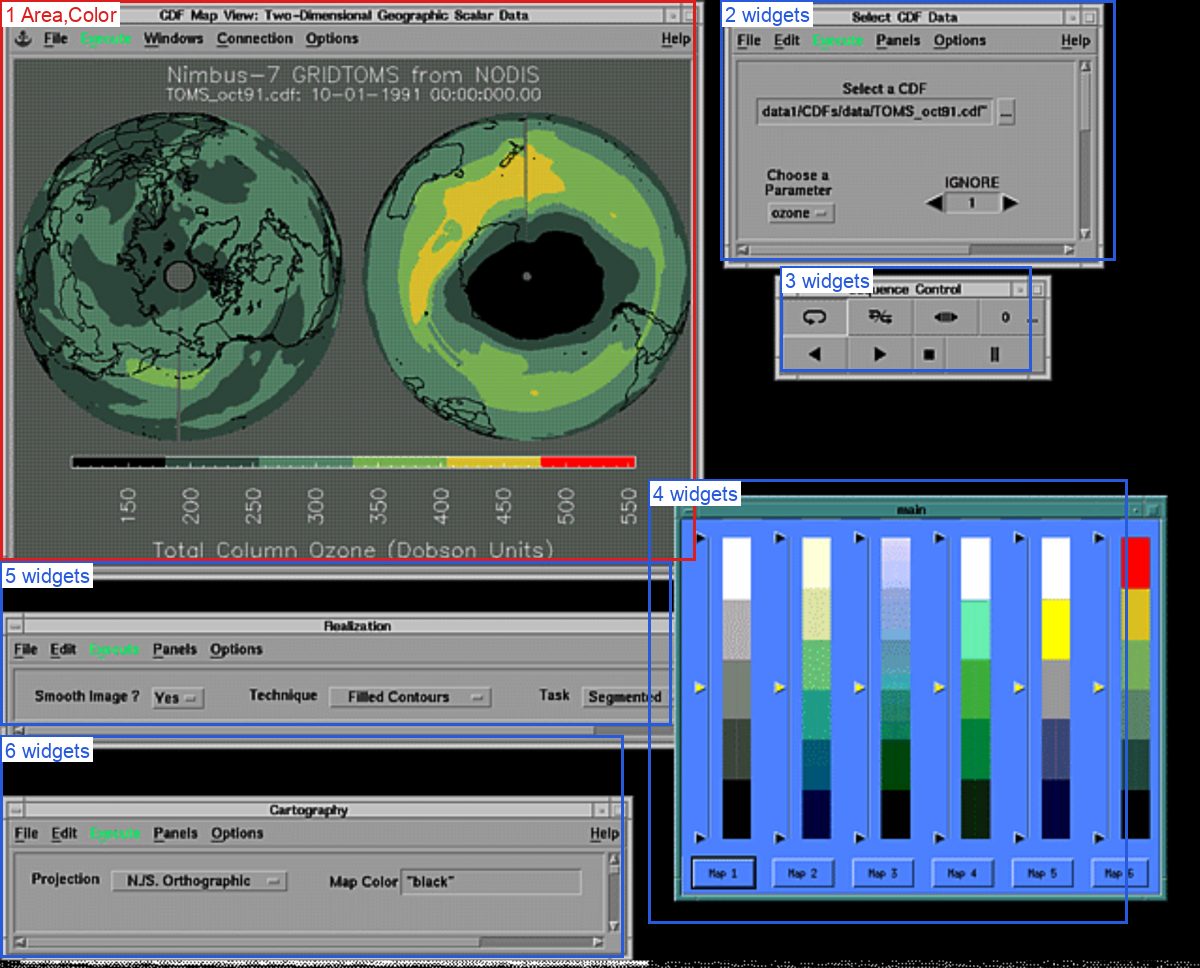 1 Area,Color
CDF Map View: Two-Dimensional Geographic Scalar Data
File Execute Windows Connection Options Help
Nimbus-7 GRIDTOMS from NODIS
TOMS_oct91.cdf: 10-01-1991 00:00:000.00
150 200 250 300 350 400 450 500 550
Total Column Ozone (Dobson Units)
2 widgets
Select CDF Data
File Edit Execute Panels Options Help
Select a CDF
data1/CDFs/data/TOMS_oct91.cdf" ...
Choose a
Parameter
ozone
IGNORE
1
3 widgets
Sequence Control
0 ...
4 widgets
main
Map 1 Map 2 Map 3 Map 4 Map 5 Map 6
5 widgets
Realization
File Edit Execute Panels Options
Smooth Image ? Yes Technique Filled Contours Task Segmented
6 widgets
Cartography
File Edit Execute Panels Options Help
Projection NJS. Orthographic Map Color "black"